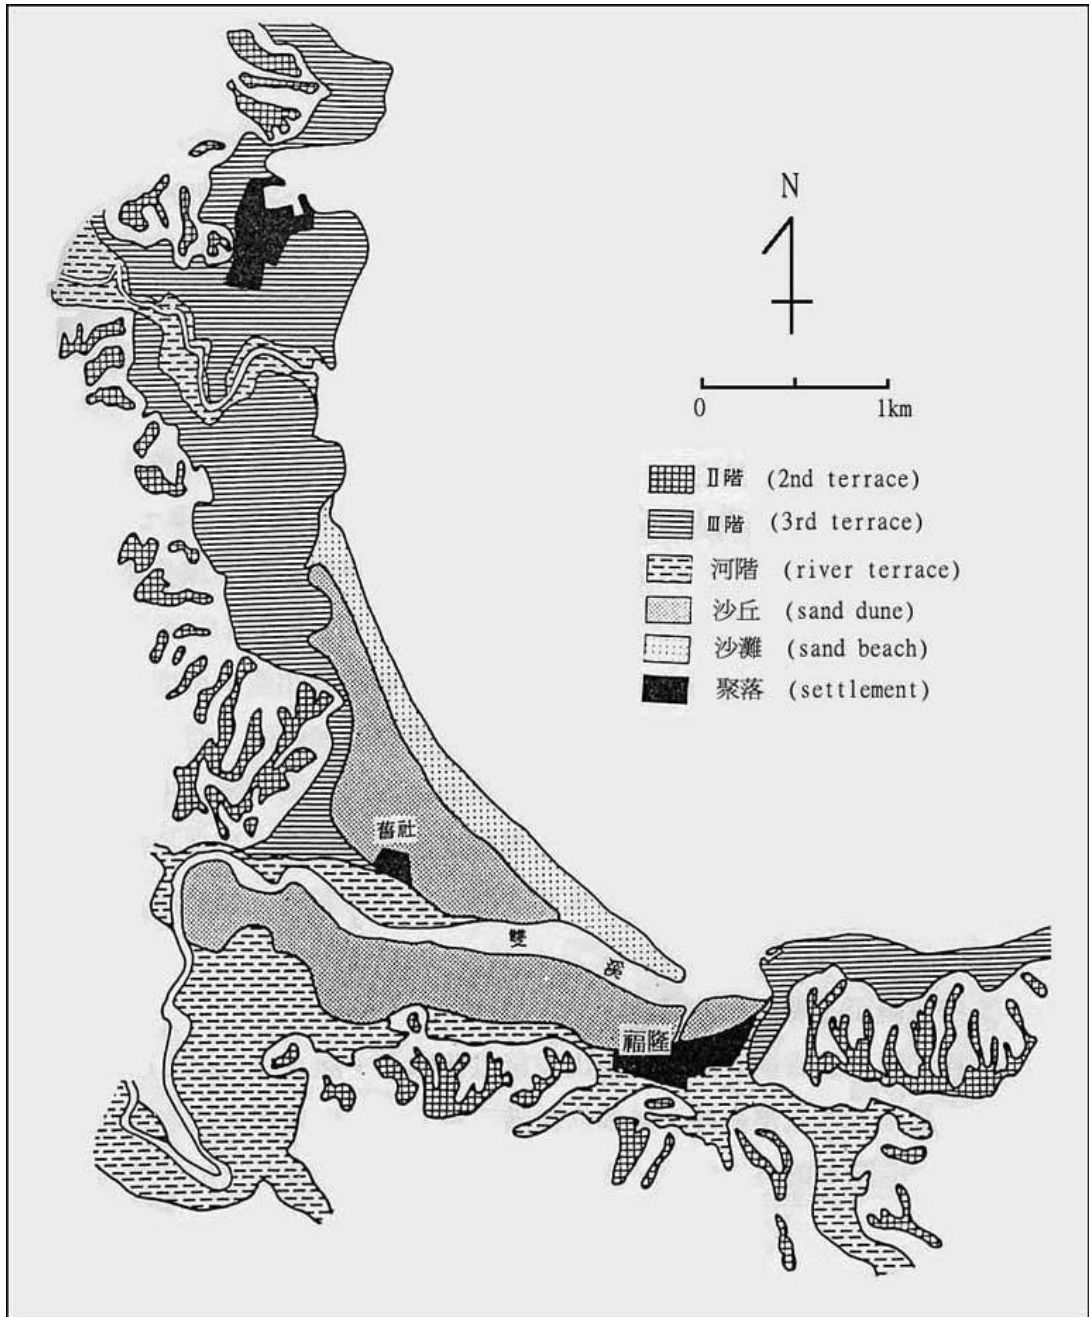 N
0 1km
II階 (2nd terrace)
III階 (3rd terrace)
河階 (river terrace)
沙丘 (sand dune)
沙灘 (sand beach)
聚落 (settlement)
舊社
雙
溪
福隆